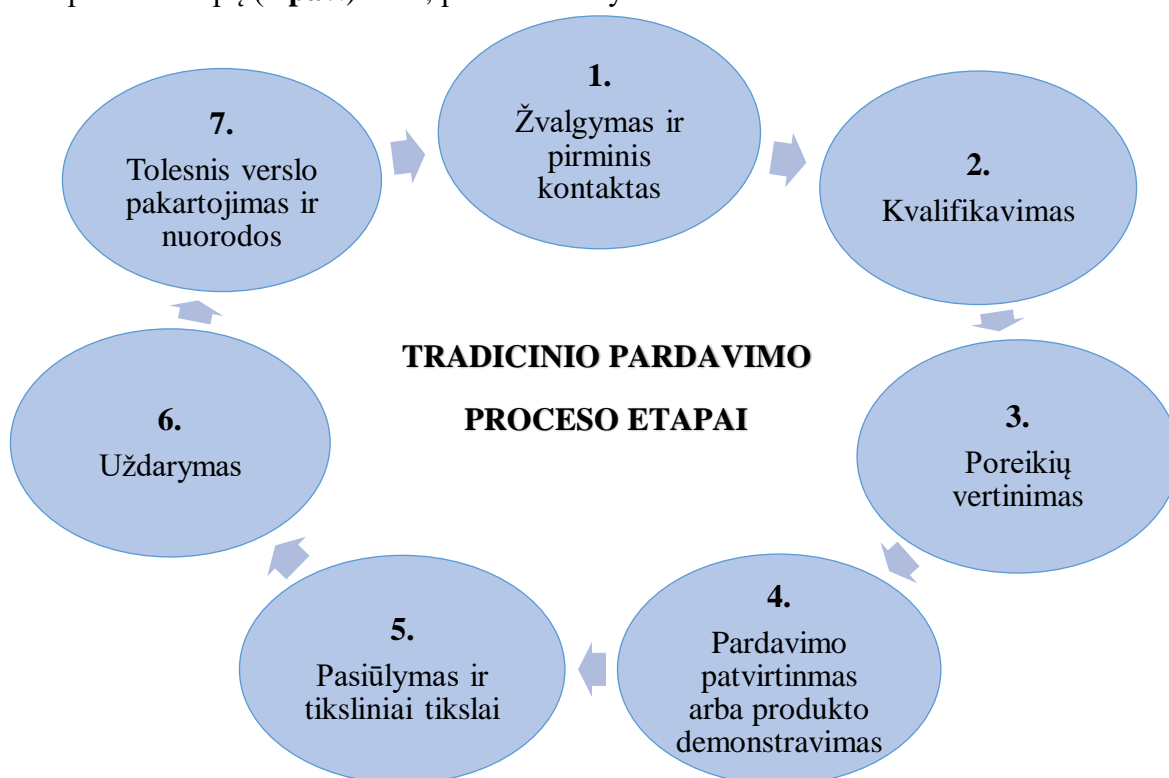 1.
Žvalgymas ir
pirminis
kontaktas
2.
Kvalifikavimas
3.
Poreikių
vertinimas
4.
Pardavimo
patvirtinmas
arba produkto
demonstravimas
5.
Pasiūlymas ir
tiksliniai tikslai
6.
Uždarymas
7.
Tolesnis verslo
pakartojimas ir
nuorodos
TRADICINIO PARDAVIMO
PROCESO ETAPAI